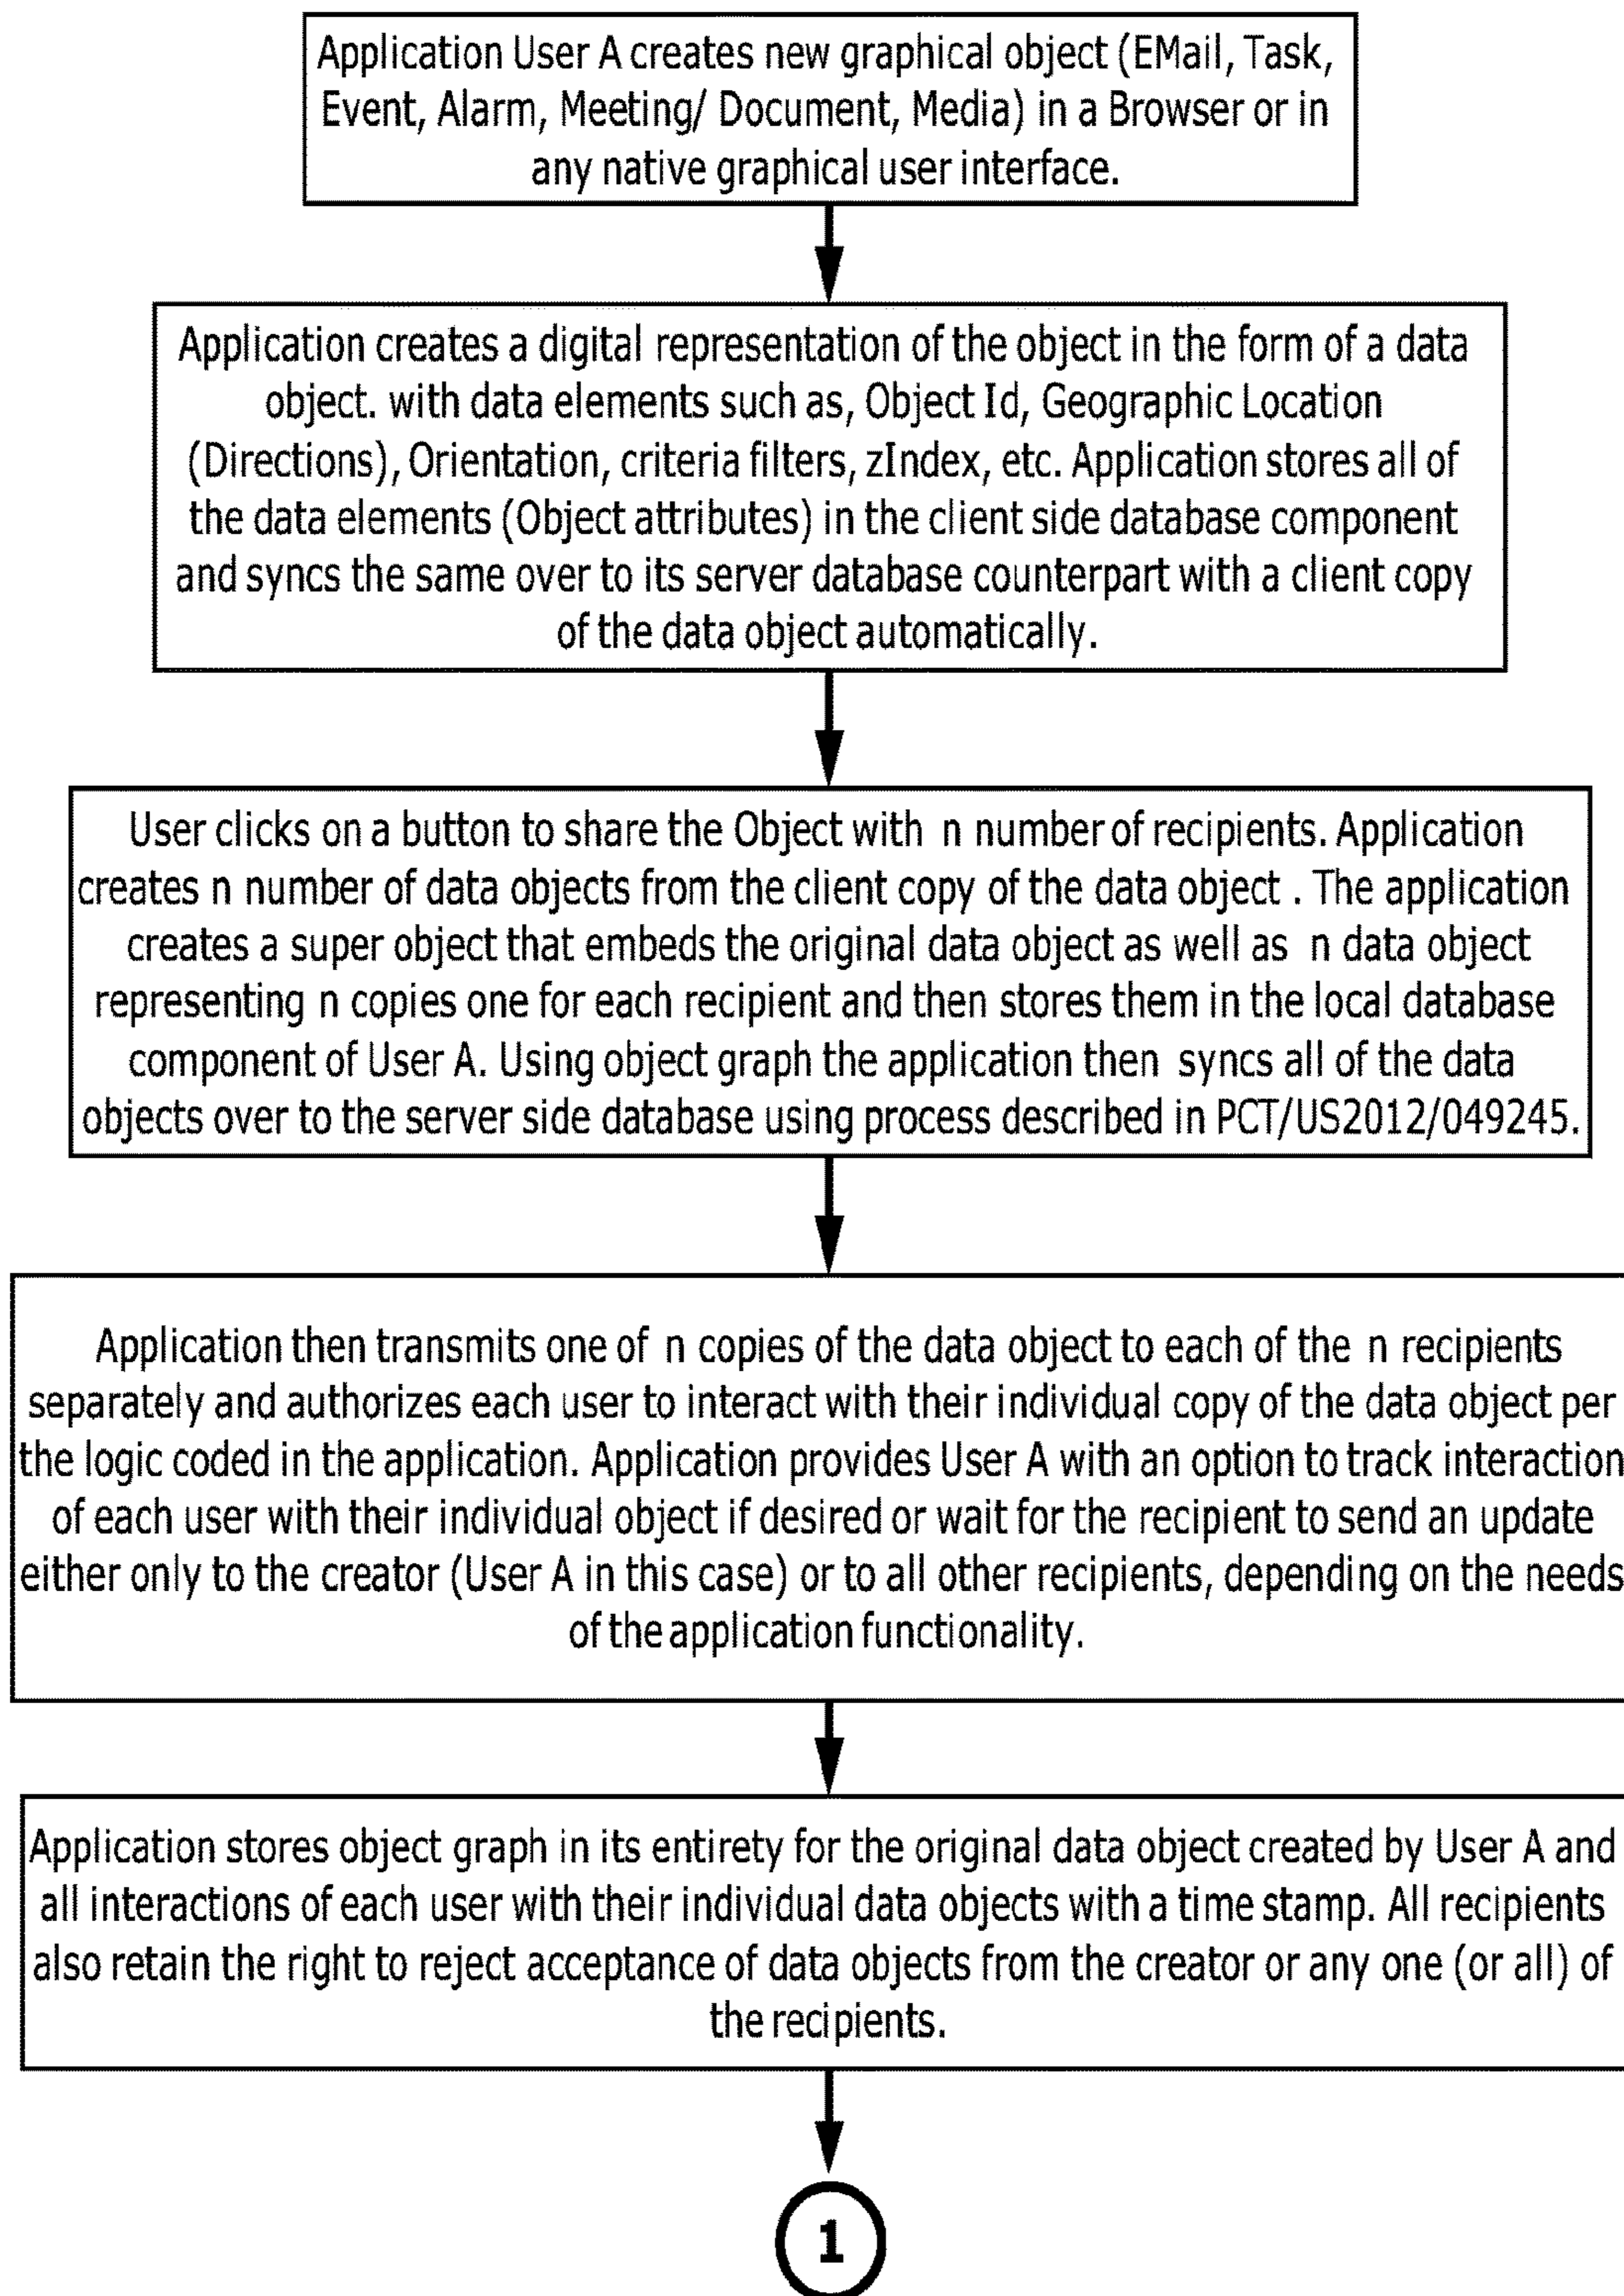 Application User A creates new graphical object (EMail, Task,
Event, Alarm, Meeting/ Document, Media) in a Browser or in
any native graphical user interface.
Application creates a digital representation of the object in the form of a data
object. with data elements such as, Object Id, Geographic Location
(Directions), Orientation, criteria filters, zIndex, etc. Application stores all of
the data elements (Object attributes) in the client side database component
and syncs the same over to its server database counterpart with a client copy
of the data object automatically.
User clicks on a button to share the Object with n number of recipients. Application
creates n number of data objects from the client copy of the data object . The application
creates a super object that embeds the original data object as well as n data object
representing n copies one for each recipient and then stores them in the local database
component of User A. Using object graph the application then syncs all of the data
objects over to the server side database using process described in PCT/US2012/049245.
Application then transmits one of n copies of the data object to each of the n recipients
separately and authorizes each user to interact with their individual copy of the data object per
the logic coded in the application. Application provides User A with an option to track interaction
of each user with their individual object if desired or wait for the recipient to send an update
either only to the creator (User A in this case) or to all other recipients, depending on the needs
of the application functionality.
Application stores object graph in its entirety for the original data object created by User A and
all interactions of each user with their individual data objects with a time stamp. All recipients
also retain the right to reject acceptance of data objects from the creator or any one (or all) of
the recipients.
1